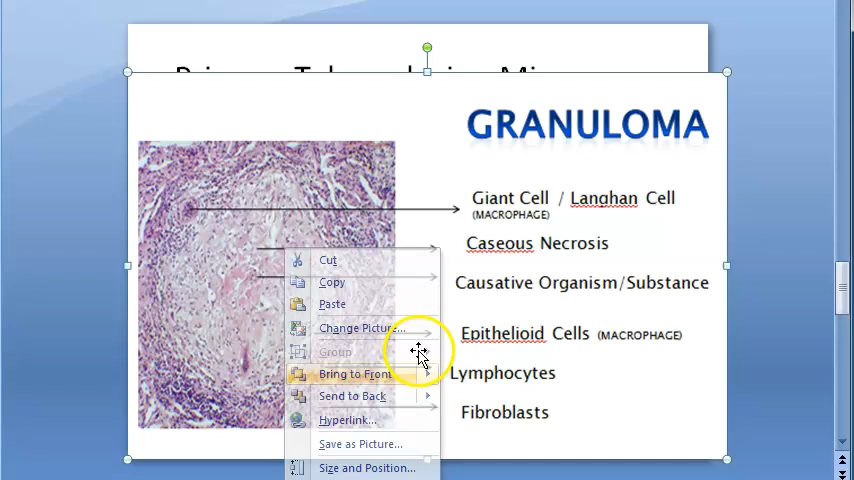 GRANULOMA
Giant Cell / Langhan Cell
(MACROPHAGE)
Caseous Necrosis
Causative Organism/Substance
Epithelioid Cells (MACROPHAGE)
Lymphocytes
Fibroblasts
Cut
Copy
Paste
Change Picture...
Group
Bring to Front
Send to Back
Hyperlink...
Save as Picture...
Size and Position...